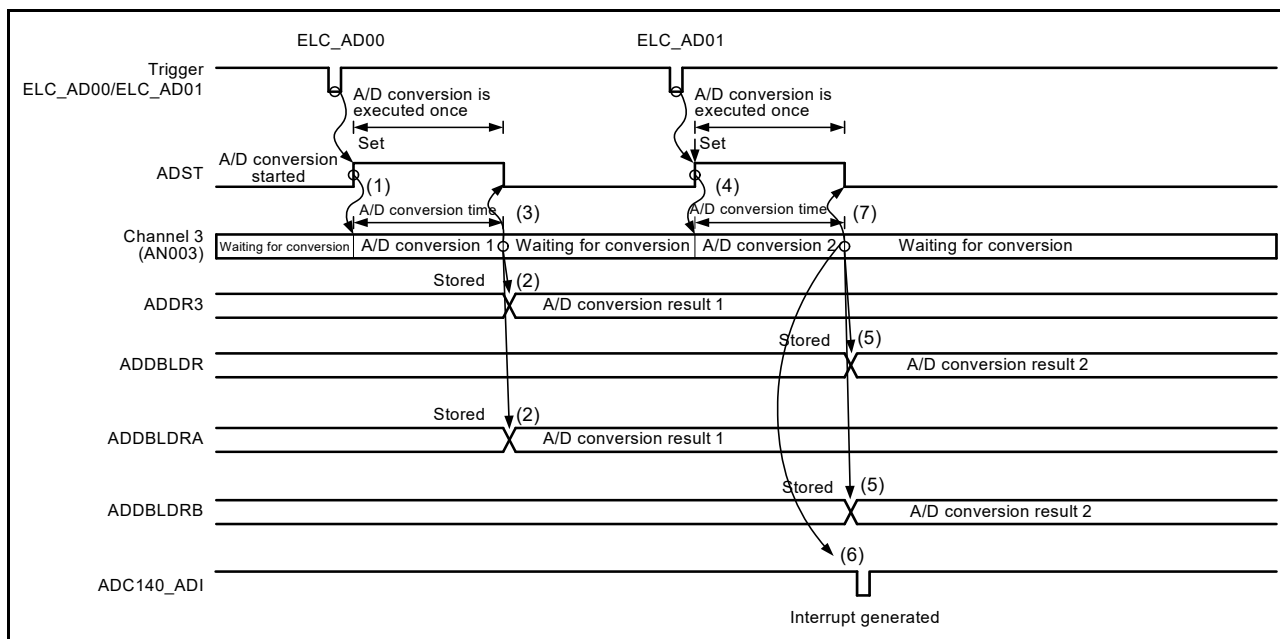 ELC_AD00
ELC_AD01
Trigger
ELC_AD00/ELC_AD01
A/D conversion is
executed once
A/D conversion is
executed once
Set
Set
ADST
A/D conversion
started
(1)
(4)
A/D conversion time
(3)
A/D conversion time
(7)
Channel 3
(AN003)
Waiting for conversion
A/D conversion 1
Waiting for conversion
A/D conversion 2
Waiting for conversion
Stored
(2)
ADDR3
A/D conversion result 1
Stored
(5)
ADDBLDR
A/D conversion result 2
Stored
(2)
ADDBLDRA
A/D conversion result 1
Stored
(5)
ADDBLDRB
A/D conversion result 2
(6)
ADC140_ADI
Interrupt generated